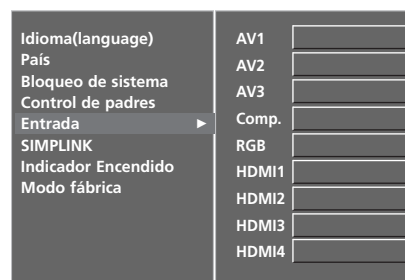 Idioma(language)
País
Bloqueo de sistema
Control de padres
Entrada ►
SIMPLINK
Indicador Encendido
Modo fábrica
AV1
AV2
AV3
Comp.
RGB
HDMI1
HDMI2
HDMI3
HDMI4